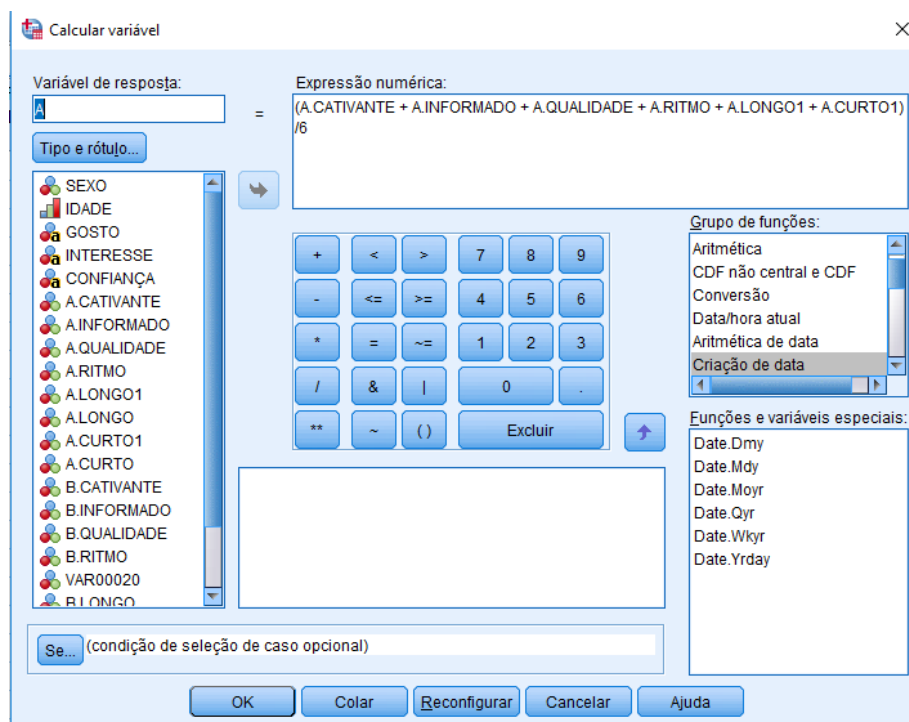 Calcular variável
Variável de resposta:
A
=
Expressão numérica:
(A.CATIVANTE + A.INFORMADO + A.QUALIDADE + A.RITMO + A.LONGO1 + A.CURTO1)
/6
Tipo e rótulo...
SEXO
IDADE
GOSTO
INTERESSE
CONFIANÇA
A.CATIVANTE
A.INFORMADO
A.QUALIDADE
A.RITMO
A.LONGO1
A.LONGO
A.CURTO1
A.CURTO
B.CATIVANTE
B.INFORMADO
B.QUALIDADE
B.RITMO
VAR00020
B.LONGO
+ < > 7 8 9
- <= >= 4 5 6
* = ~= 1 2 3
/ & | 0 .
** ~ ( ) Excluir
Grupo de funções:
Aritmética
CDF não central e CDF
Conversão
Data/hora atual
Aritmética de data
Criação de data
Funções e variáveis especiais:
Date.Dmy
Date.Mdy
Date.Moyr
Date.Qyr
Date.Wkyr
Date.Yrday
Se... (condição de seleção de caso opcional)
OK Colar Reconfigurar Cancelar Ajuda